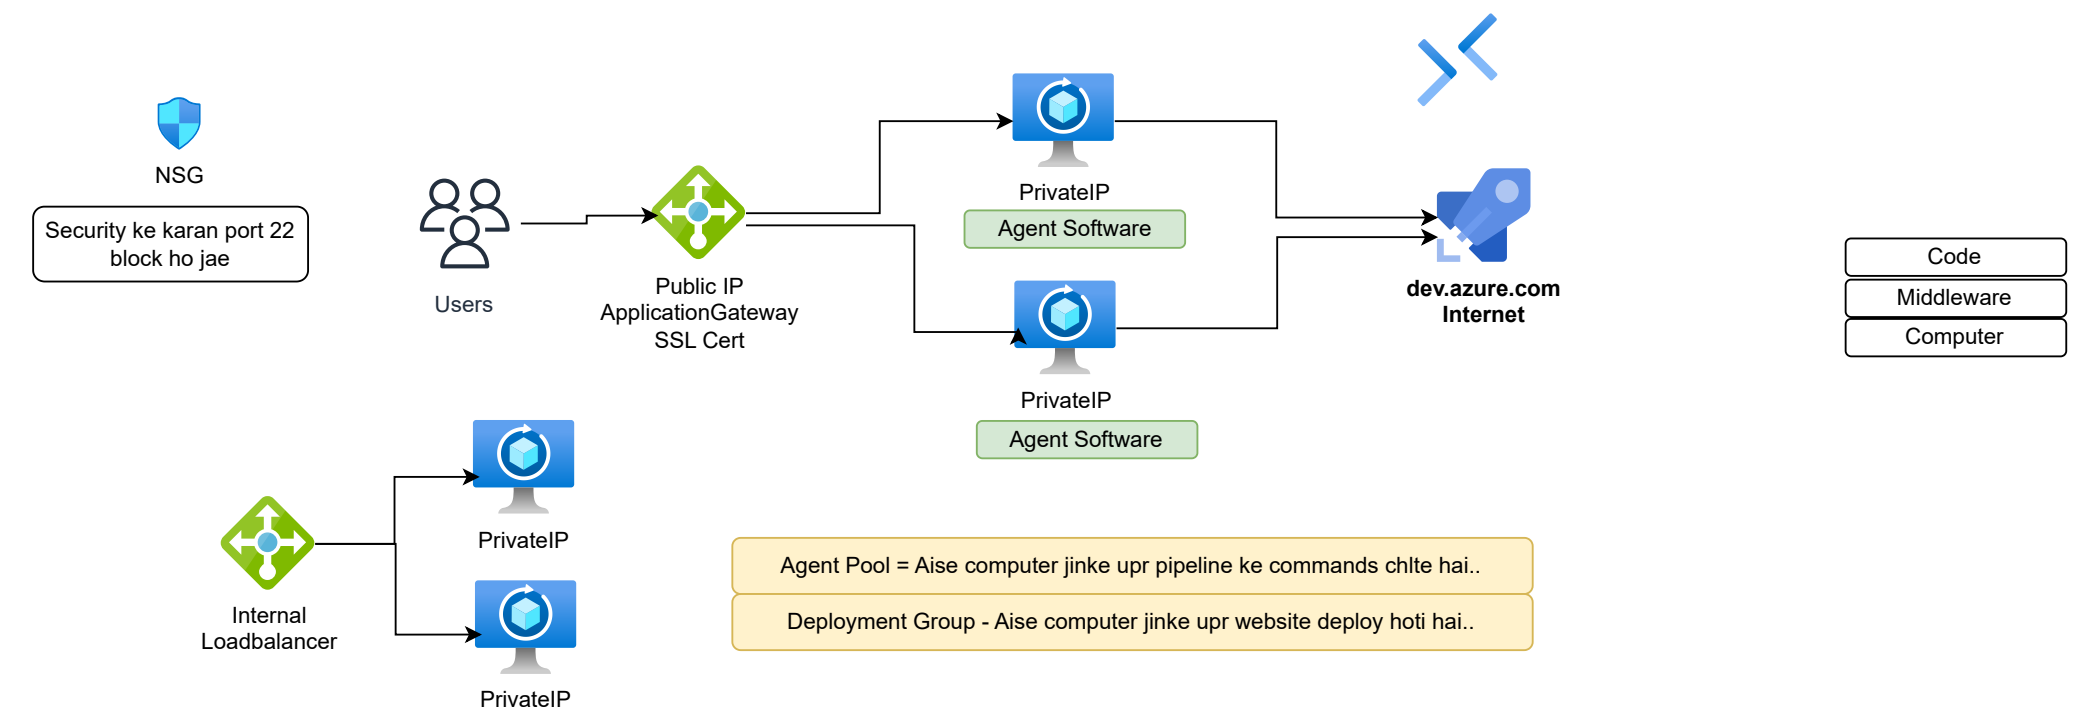 NSG
Security ke karan port 22
block ho jae
Users
Public IP
ApplicationGateway
SSL Cert
PrivateIP
Agent Software
PrivateIP
Agent Software
dev.azure.com
Internet
Code
Middleware
Computer
Internal
Loadbalancer
PrivateIP
PrivateIP
Agent Pool = Aise computer jinke upr pipeline ke commands chlte hai..
Deployment Group - Aise computer jinke upr website deploy hoti hai..